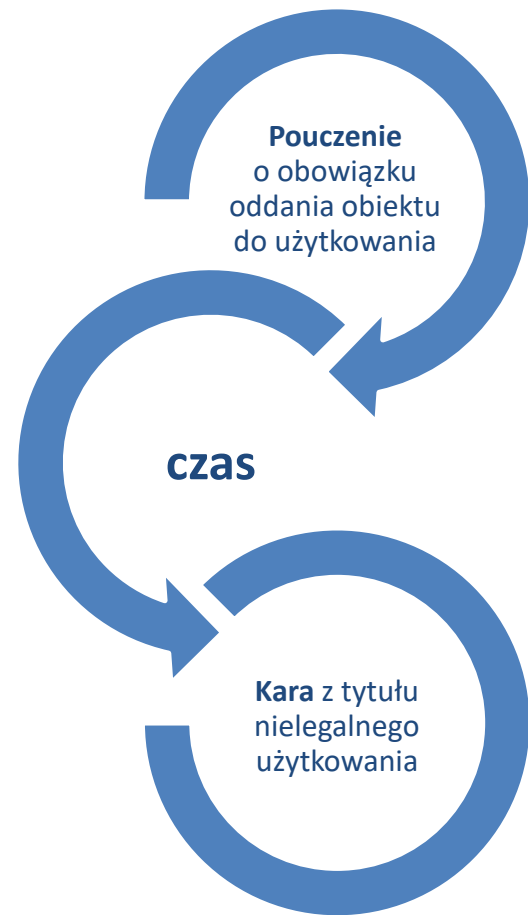 Pouczenie
o obowiązku
oddania obiektu
do użytkowania
czas
Kara z tytułu
nielegalnego
użytkowania